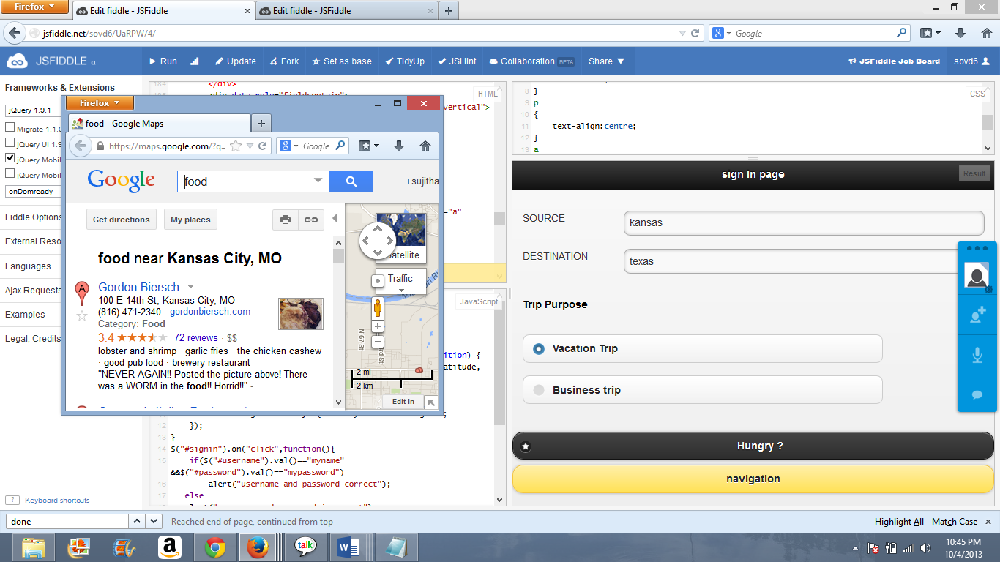 Firefox
Edit fiddle - JSFiddle
Edit fiddle - JSFiddle
jsfiddle.net/sovd6/UaRPW/4/
Google
JSFIDDLE α
Run
Update
Fork
Set as base
TidyUp
JSHint
Collaboration BETA
Share
JSFiddle Job Board
sovd6
Frameworks & Extensions
jQuery 1.9.1
Migrate 1.1.0
jQuery UI 1.9
jQuery Mobil
jQuery Mobil
onDomready
Fiddle Options
External Reso
Languages
Ajax Requests
Examples
Legal, Credits
? Keyboard shortcuts
184 </div>
<div data-role="fieldcontain">
vertical">
="a"
HTML
8 }
9 p
10 {
11 text-align:centre;
12 }
13 a
CSS
Firefox
food - Google Maps
https://maps.google.com/?q=
Google
Google
food
+sujitha
Get directions
My places
food near Kansas City, MO
A
Gordon Biersch
100 E 14th St, Kansas City, MO
(816) 471-2340 · gordonbiersch.com
Category: Food
3.4 72 reviews · $$
lobster and shrimp · garlic fries · the chicken cashew
· good pub food · brewery restaurant
"NEVER AGAIN!! Posted the picture above! There
was a WORM in the food!! Horrid!!" -
Satellite
Traffic
N 67 St
2 mi
2 km
Edit in
JavaScript
ition) {
atitude,
12 });
13 }
14 $("#signin").on("click",function(){
15 if($("#username").val()=="myname"
&&$("#password").val()=="mypassword")
16 alert("username and password correct");
17 else
sign In page
Result
SOURCE
kansas
DESTINATION
texas
Trip Purpose
Vacation Trip
Business trip
Hungry ?
navigation
done
Reached end of page, continued from top
Highlight All
Match Case
talk
10:45 PM
10/4/2013